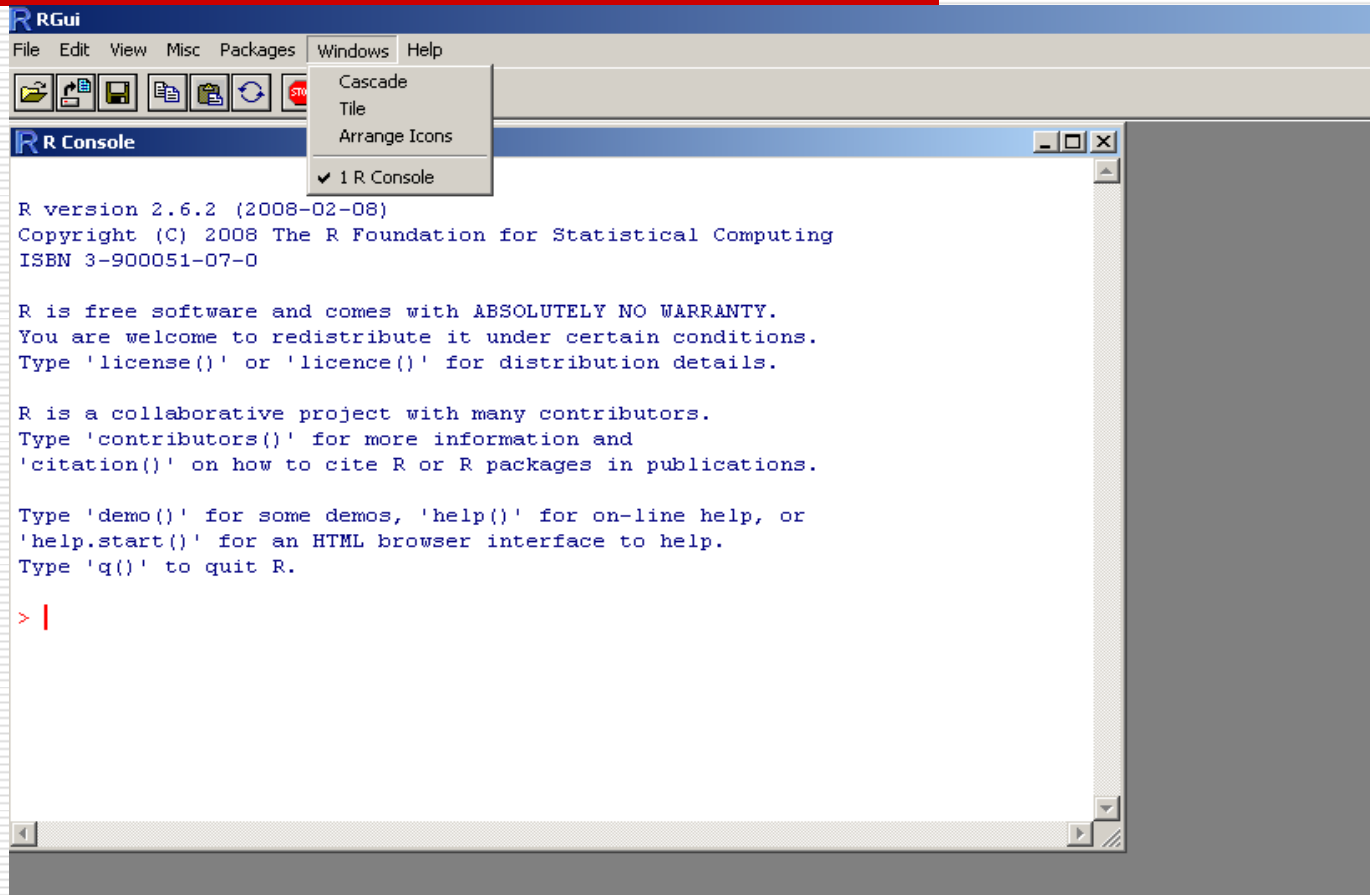 RGui
File Edit View Misc Packages Windows Help
STO
Cascade
Tile
Arrange Icons
1 R Console
R Console
R version 2.6.2 (2008-02-08)
Copyright (C) 2008 The R Foundation for Statistical Computing
ISBN 3-900051-07-0
R is free software and comes with ABSOLUTELY NO WARRANTY.
You are welcome to redistribute it under certain conditions.
Type 'license()' or 'licence()' for distribution details.
R is a collaborative project with many contributors.
Type 'contributors()' for more information and
'citation()' on how to cite R or R packages in publications.
Type 'demo()' for some demos, 'help()' for on-line help, or
'help.start()' for an HTML browser interface to help.
Type 'q()' to quit R.
>